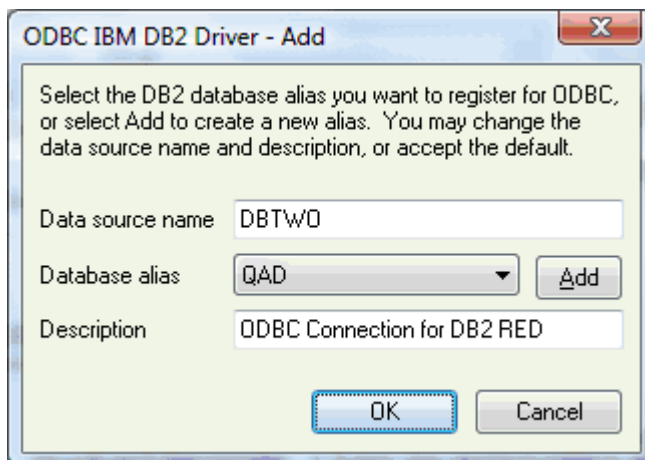 ODBC IBM DB2 Driver - Add
Select the DB2 database alias you want to register for ODBC,
or select Add to create a new alias.  You may change the
data source name and description, or accept the default.
Data source name DBTWO
Database alias QAD Add
Description ODBC Connection for DB2 RED
OK Cancel